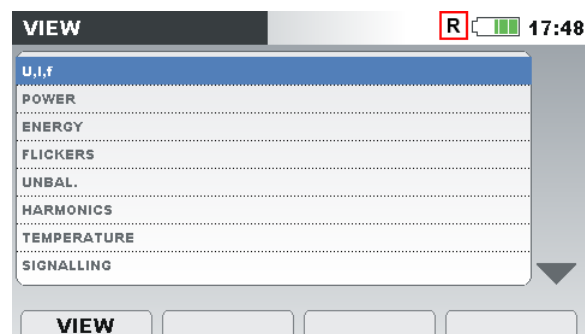 VIEW R 17:48
U,I,f
POWER
ENERGY
FLICKERS
UNBAL.
HARMONICS
TEMPERATURE
SIGNALLING
VIEW